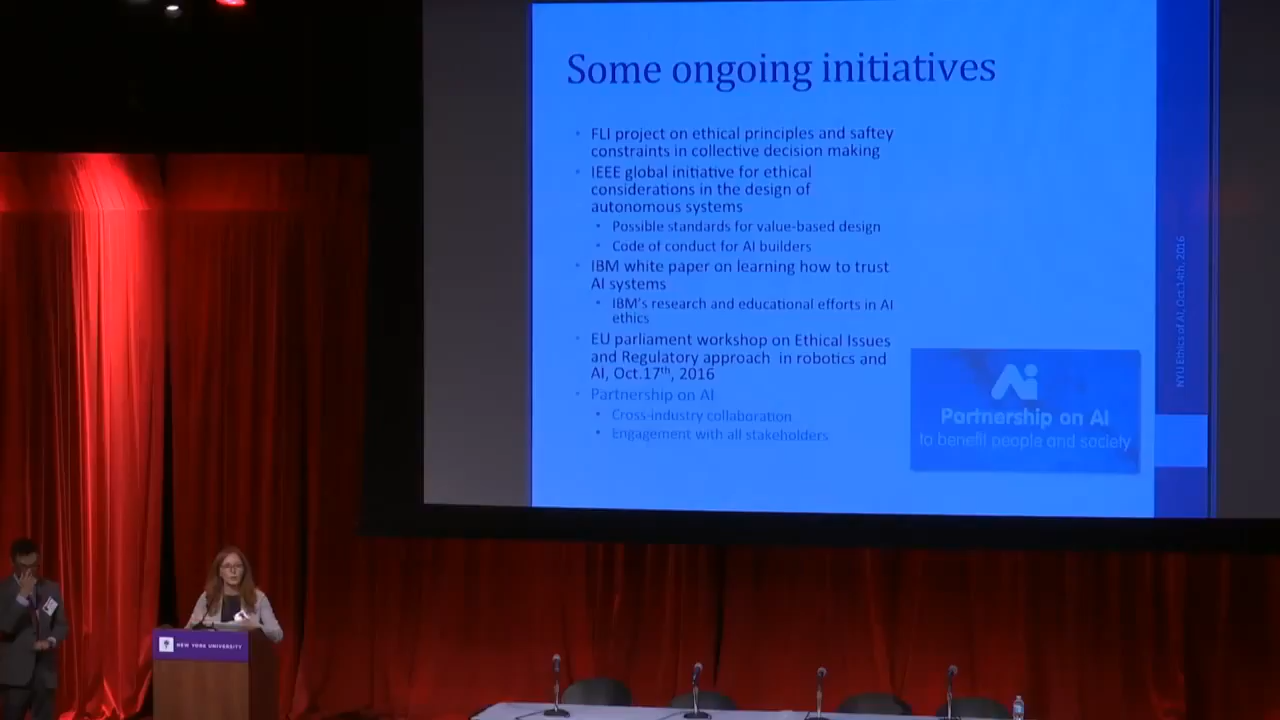 Some ongoing initiatives
FLI project on ethical principles and saftey
constraints in collective decision making
IEEE global initiative for ethical
considerations in the design of
autonomous systems
Possible standards for value-based design
Code of conduct for AI builders
IBM white paper on learning how to trust
AI systems
IBM's research and educational efforts in AI
ethics
EU parliament workshop on Ethical Issues
and Regulatory approach in robotics and
AI, Oct.17th, 2016
Partnership on AI
Cross-industry collaboration
Engagement with all stakeholders
Ai
Partnership on AI
to benefit people and society
NYU Ethics of AI, Oct.14th, 2016
NEW YORK UNIVERSITY